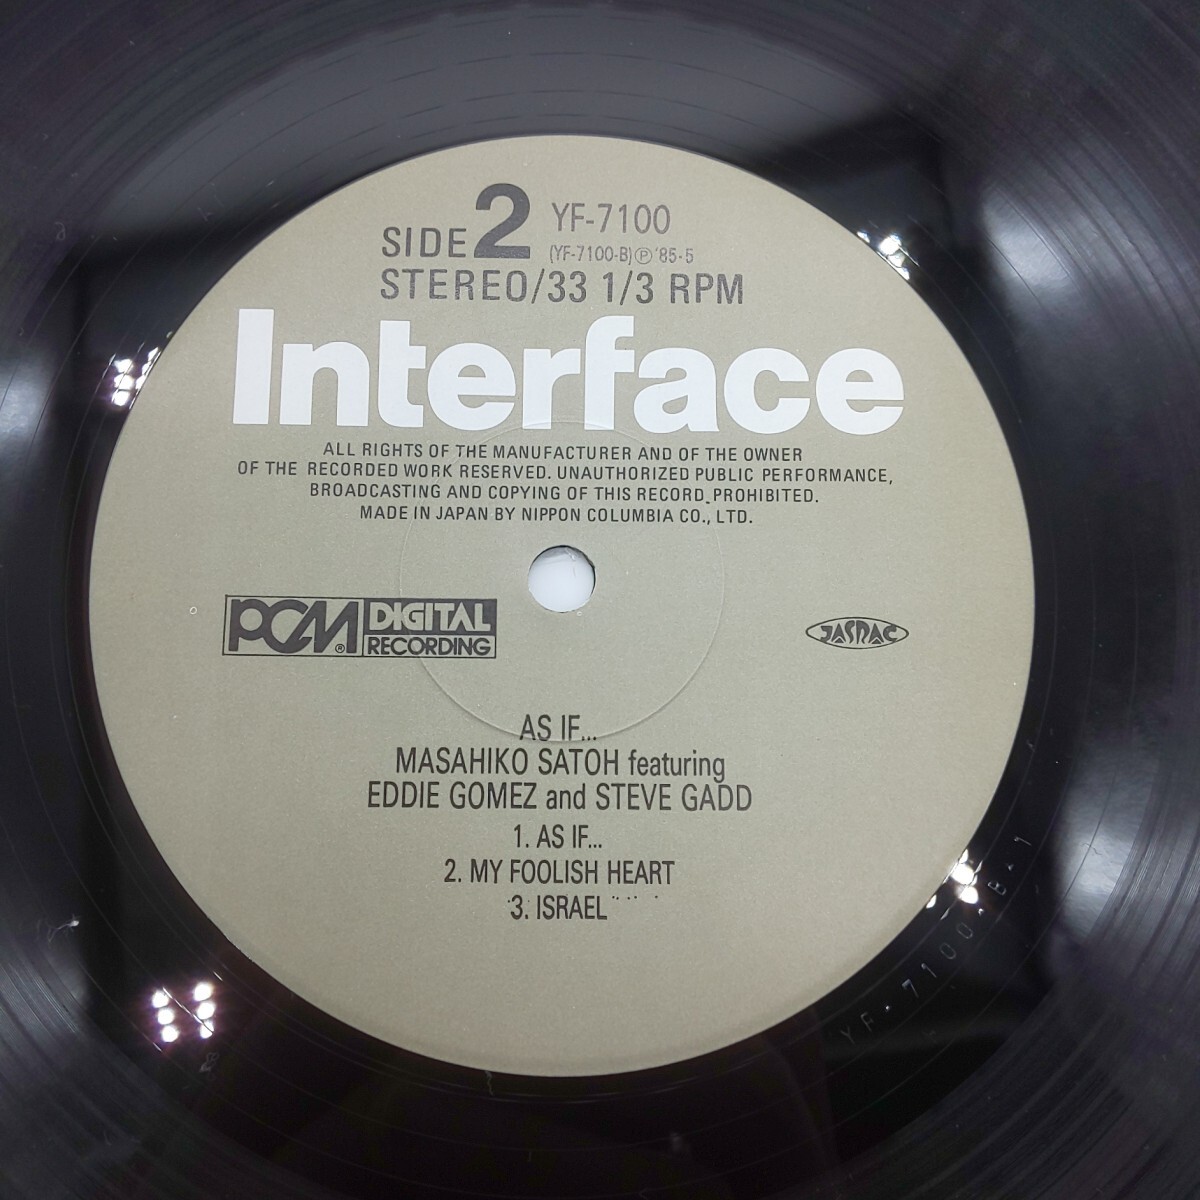 SIDE 2 YF-7100
(YF-7100-B)Ⓟ'85·5
STEREO/33 1/3 RPM
Interface
ALL RIGHTS OF THE MANUFACTURER AND OF THE OWNER
OF THE RECORDED WORK RESERVED. UNAUTHORIZED PUBLIC PERFORMANCE,
BROADCASTING AND COPYING OF THIS RECORD PROHIBITED.
MADE IN JAPAN BY NIPPON COLUMBIA CO., LTD.
PCM® DIGITAL
RECORDING
JASRAC
AS IF...
MASAHIKO SATOH featuring
EDDIE GOMEZ and STEVE GADD
1. AS IF...
2. MY FOOLISH HEART
3. ISRAEL
YF-7100-B-1